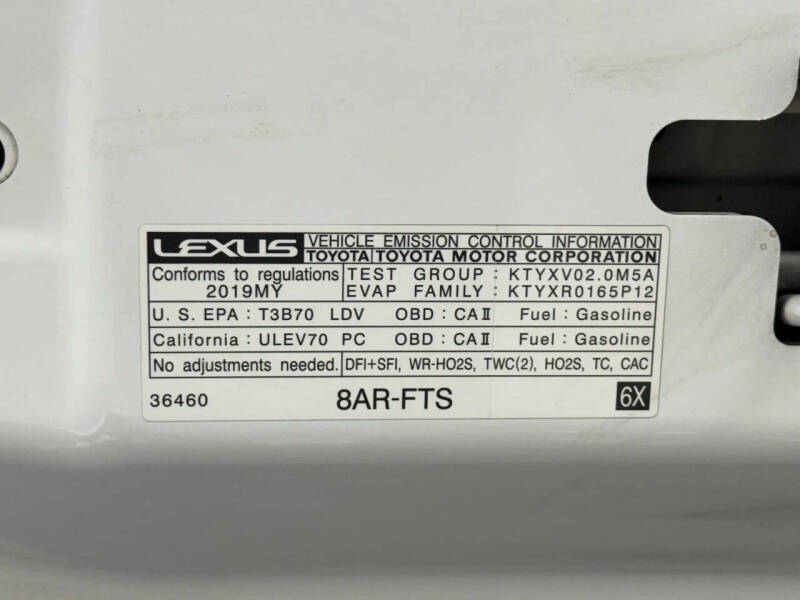 LEXUS VEHICLE EMISSION CONTROL INFORMATION
TOYOTA TOYOTA MOTOR CORPORATION
Conforms to regulations TEST GROUP : KTYXV02.0M5A
2019MY EVAP FAMILY : KTYXR0165P12
U. S. EPA : T3B70 LDV OBD : CAⅡ Fuel : Gasoline
California : ULEV70 PC OBD : CAⅡ Fuel : Gasoline
No adjustments needed. DFI+SFI, WR-HO2S, TWC(2), HO2S, TC, CAC
36460 8AR-FTS 6X